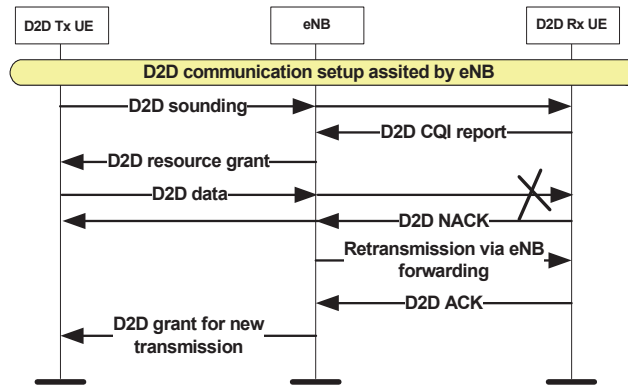 D2D Tx UE
eNB
D2D Rx UE
D2D communication setup assited by eNB
D2D sounding
D2D CQI report
D2D resource grant
D2D data
D2D NACK
Retransmission via eNB
forwarding
D2D ACK
D2D grant for new
transmission